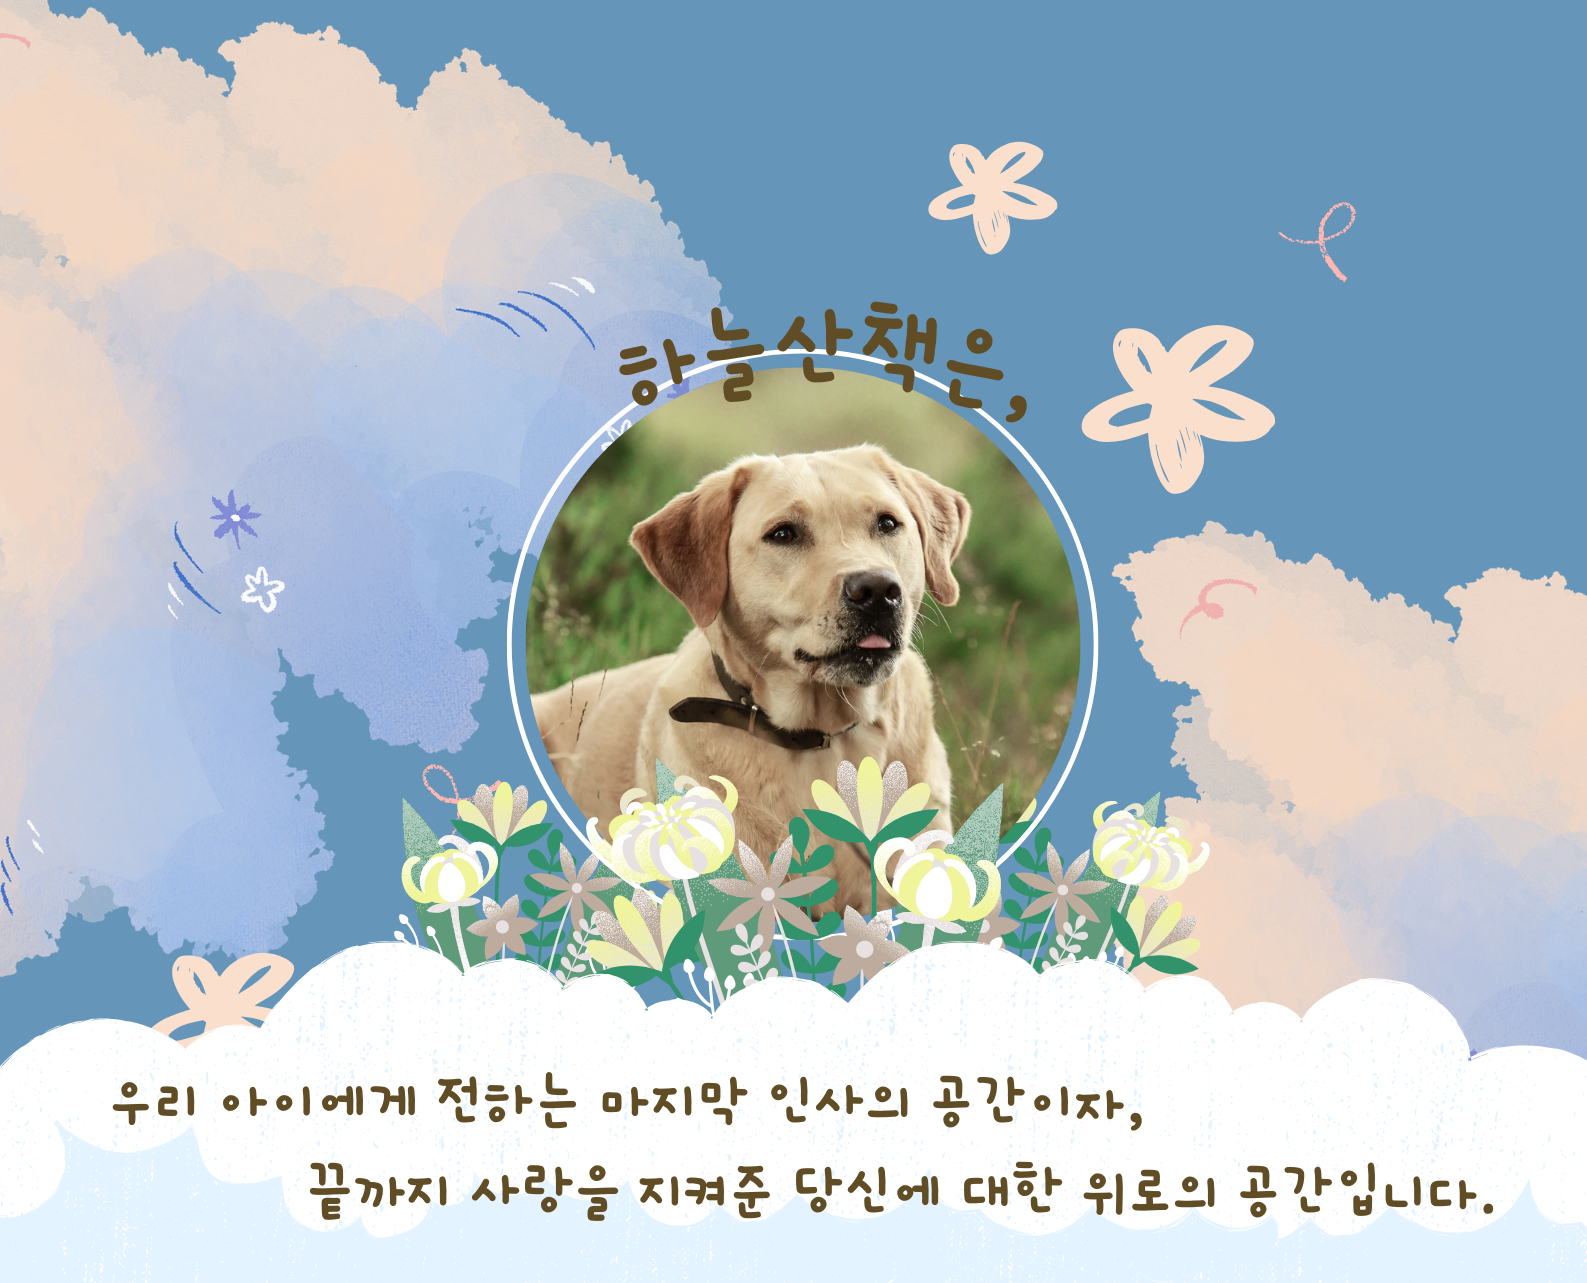 하늘산책은,
우리 아이에게 전하는 마지막 인사의 공간이자,
끝까지 사랑을 지켜준 당신에 대한 위로의 공간입니다.